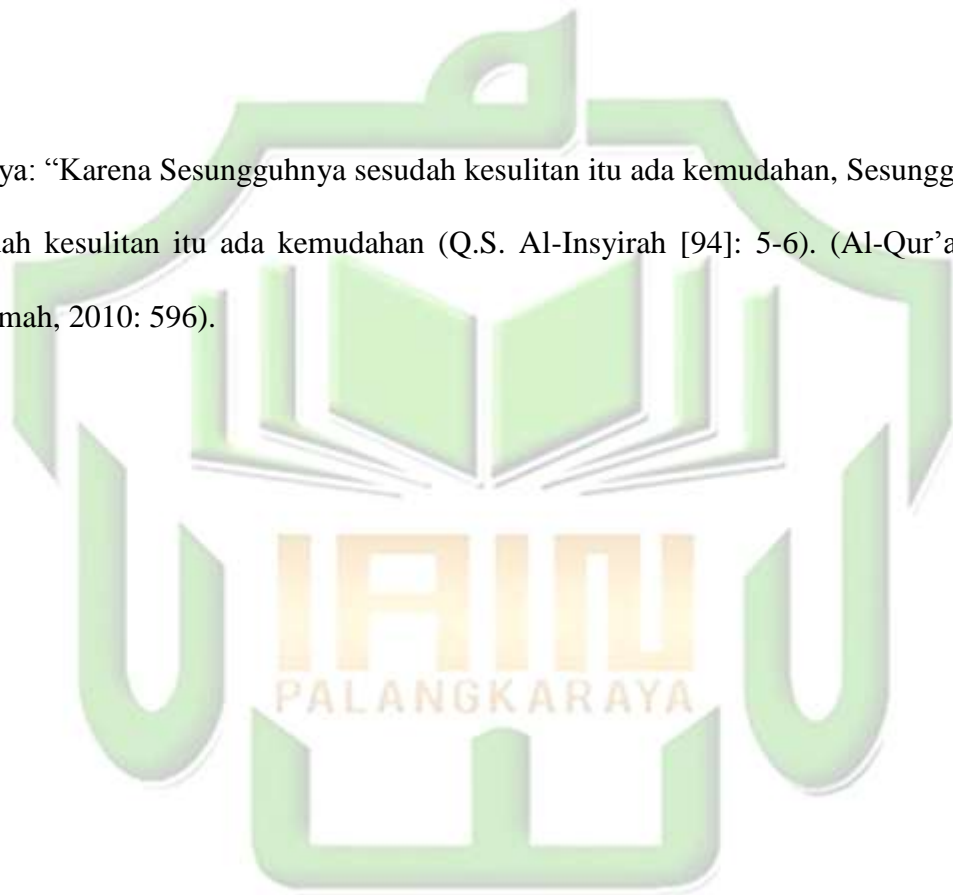 ya: “Karena Sesungguhnya sesudah kesulitan itu ada kemudahan, Sesungg
ah kesulitan itu ada kemudahan (Q.S. Al-Insyirah [94]: 5-6). (Al-Qur’a
mah, 2010: 596).
IAIN
PALANGKARAYA